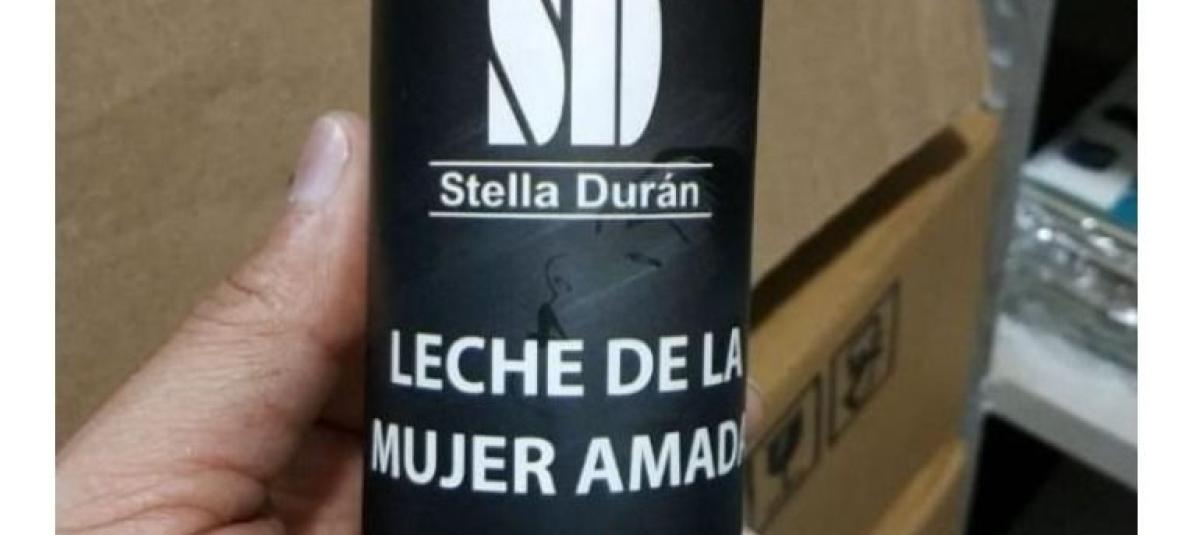 SD
Stella Durán
LECHE DE LA
MUJER AMADA